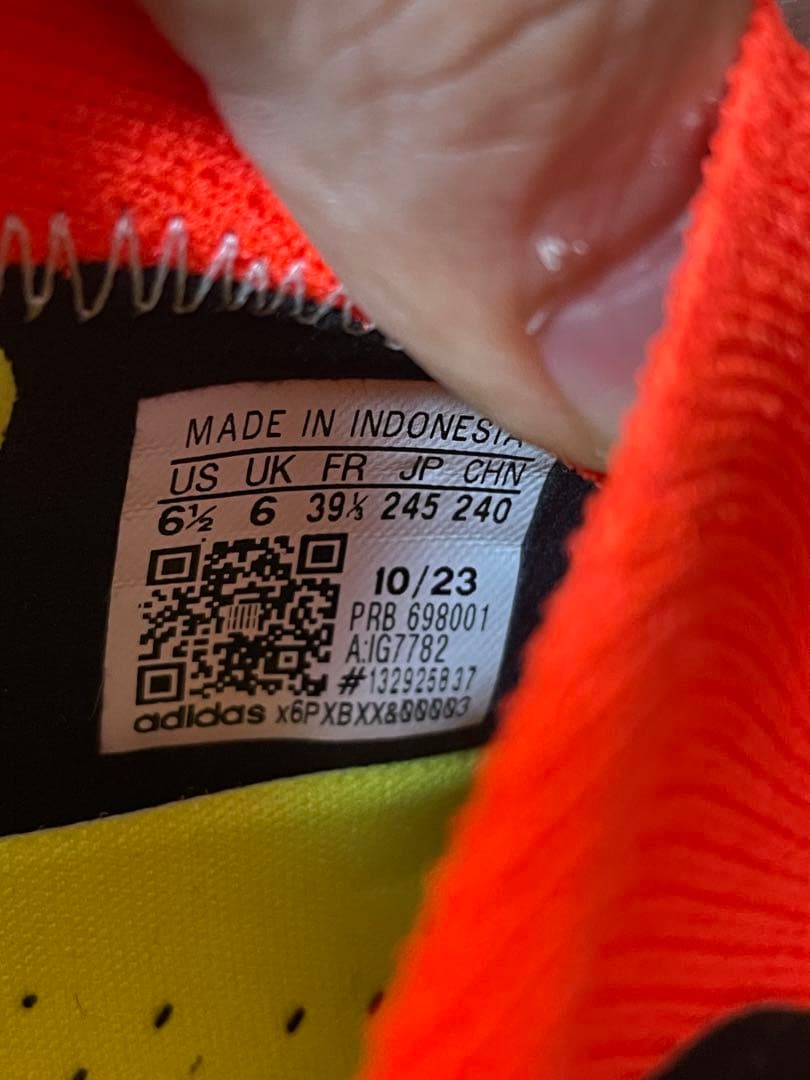 MADE IN INDONESIA
US UK FR JP CHN
6½ 6 39⅓ 245 240
10/23
PRB 698001
A:IG7782
#132925837
adidas